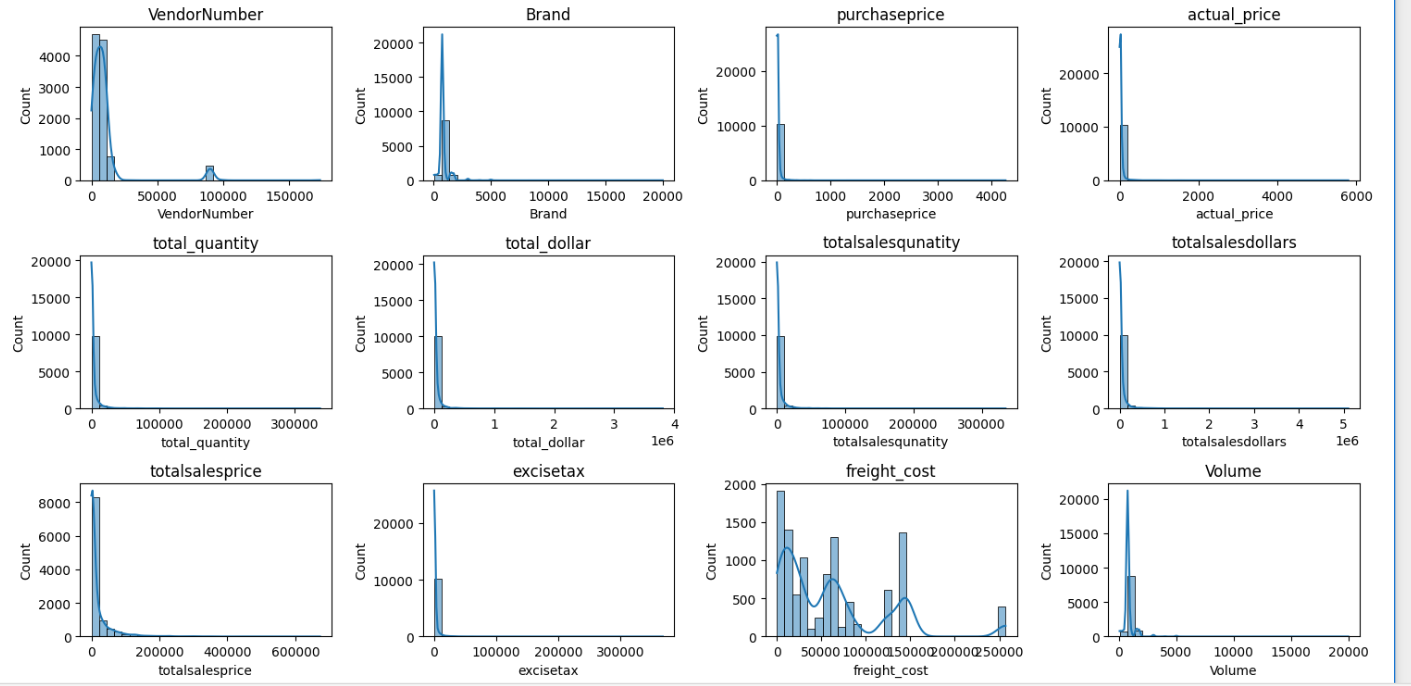 VendorNumber Brand purchaseprice actual_price
4000 20000 20000 20000
3000 15000
2000 10000 10000 10000
1000 5000
0 0 0 0
0 50000 100000 150000 0 5000 10000 15000 20000 0 1000 2000 3000 4000 0 2000 4000 6000
Count Count Count Count
VendorNumber Brand purchaseprice actual_price
total_quantity total_dollar totalsalesqunatity totalsalesdollars
20000 20000 20000 20000
15000 15000 15000 15000
10000 10000 10000 10000
5000 5000 5000 5000
0 0 0 0
0 100000 200000 300000 0 1 2 3 4 0 100000 200000 300000 0 1 2 3 4 5
Count Count Count Count
total_quantity total_dollar 1e6 totalsalesqunatity totalsalesdollars 1e6
totalsalesprice excisetax freight_cost Volume
8000 20000 2000 20000
6000 1500 15000
4000 10000 1000 10000
2000 500 5000
0 0 0 0
0 200000 400000 600000 0 100000 200000 300000 0 50000 100000 150000 200000 250000 0 5000 10000 15000 20000
Count Count Count Count
totalsalesprice excisetax freight_cost Volume